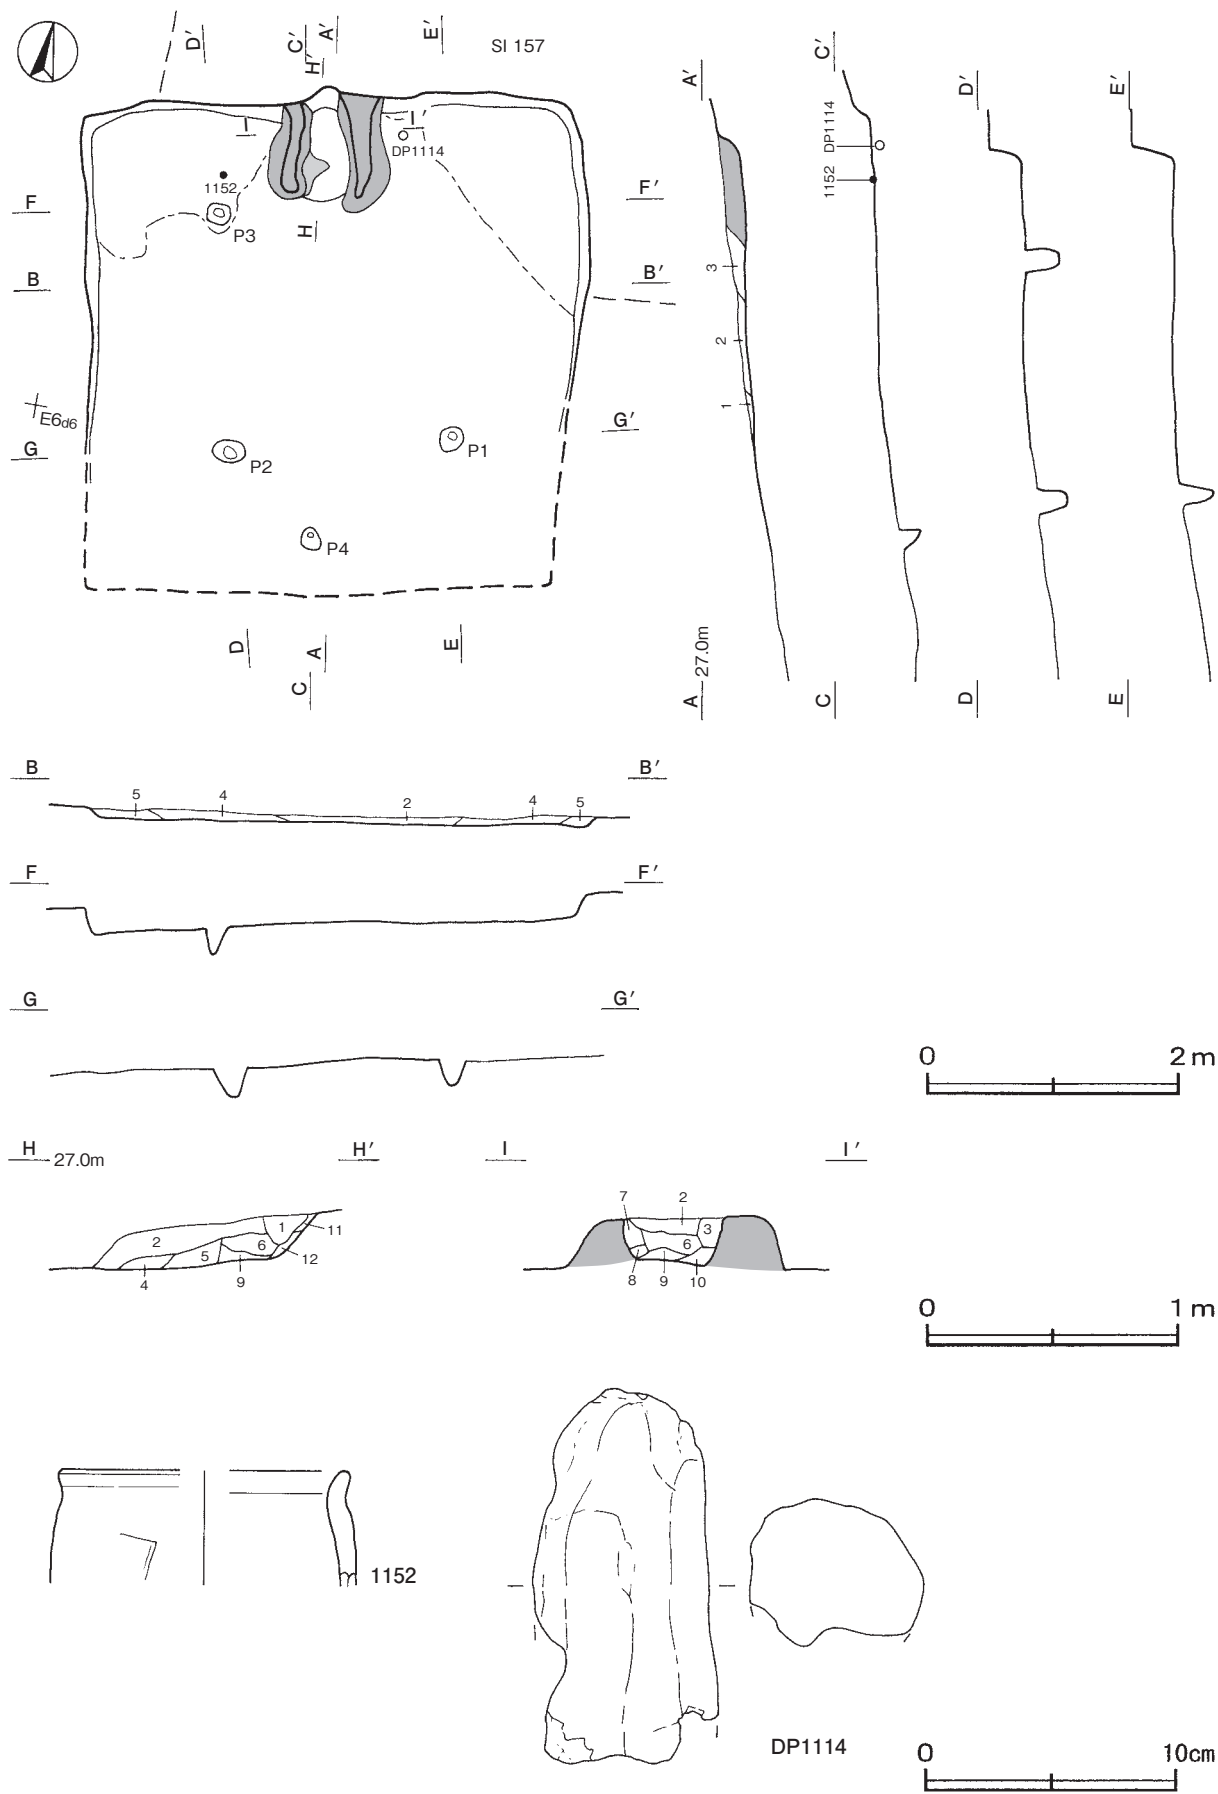 D′
C′
H′
A′
E′
SI 157
I
I′
DP1114
1152
F
F′
P3
H
B
B′
E6d6
G
G′
P2
P1
P4
D
A
C
E
A′
C′
D′
E′
DP1114
1152
3
2
1
A 27.0m
C
D
E
B
B′
5
4
2
4
5
F
F′
G
G′
0
2 m
H 27.0m
H′
2
4
5
6
9
1
11
12
I
I′
7
2
3
6
8
9
10
0
1 m
1152
DP1114
0
10cm